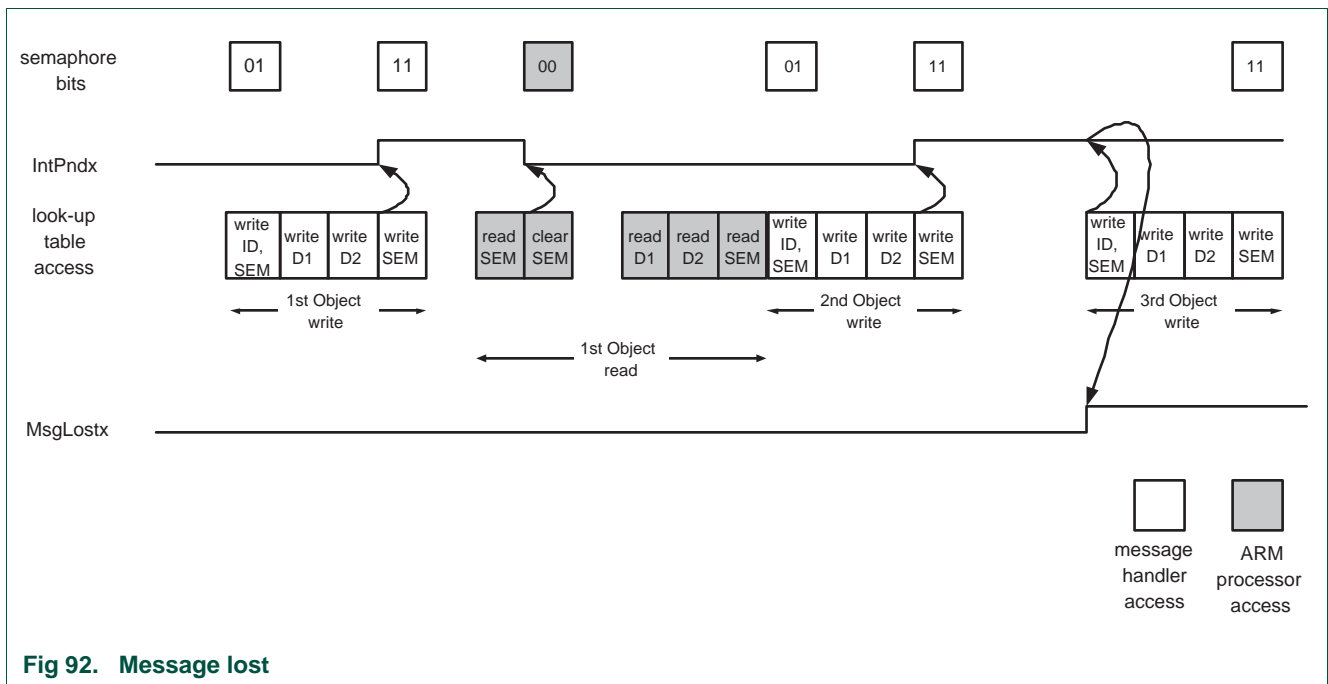 semaphore
bits
01
11
00
01
11
11
IntPndx
look-up
table
access
write
ID,
SEM
write
D1
write
D2
write
SEM
read
SEM
clear
SEM
read
D1
read
D2
read
SEM
write
ID,
SEM
write
D1
write
D2
write
SEM
write
ID,
SEM
write
D1
write
D2
write
SEM
1st Object
write
2nd Object
write
3rd Object
write
1st Object
read
MsgLostx
message
handler
access
ARM
processor
access
Fig 92. Message lost